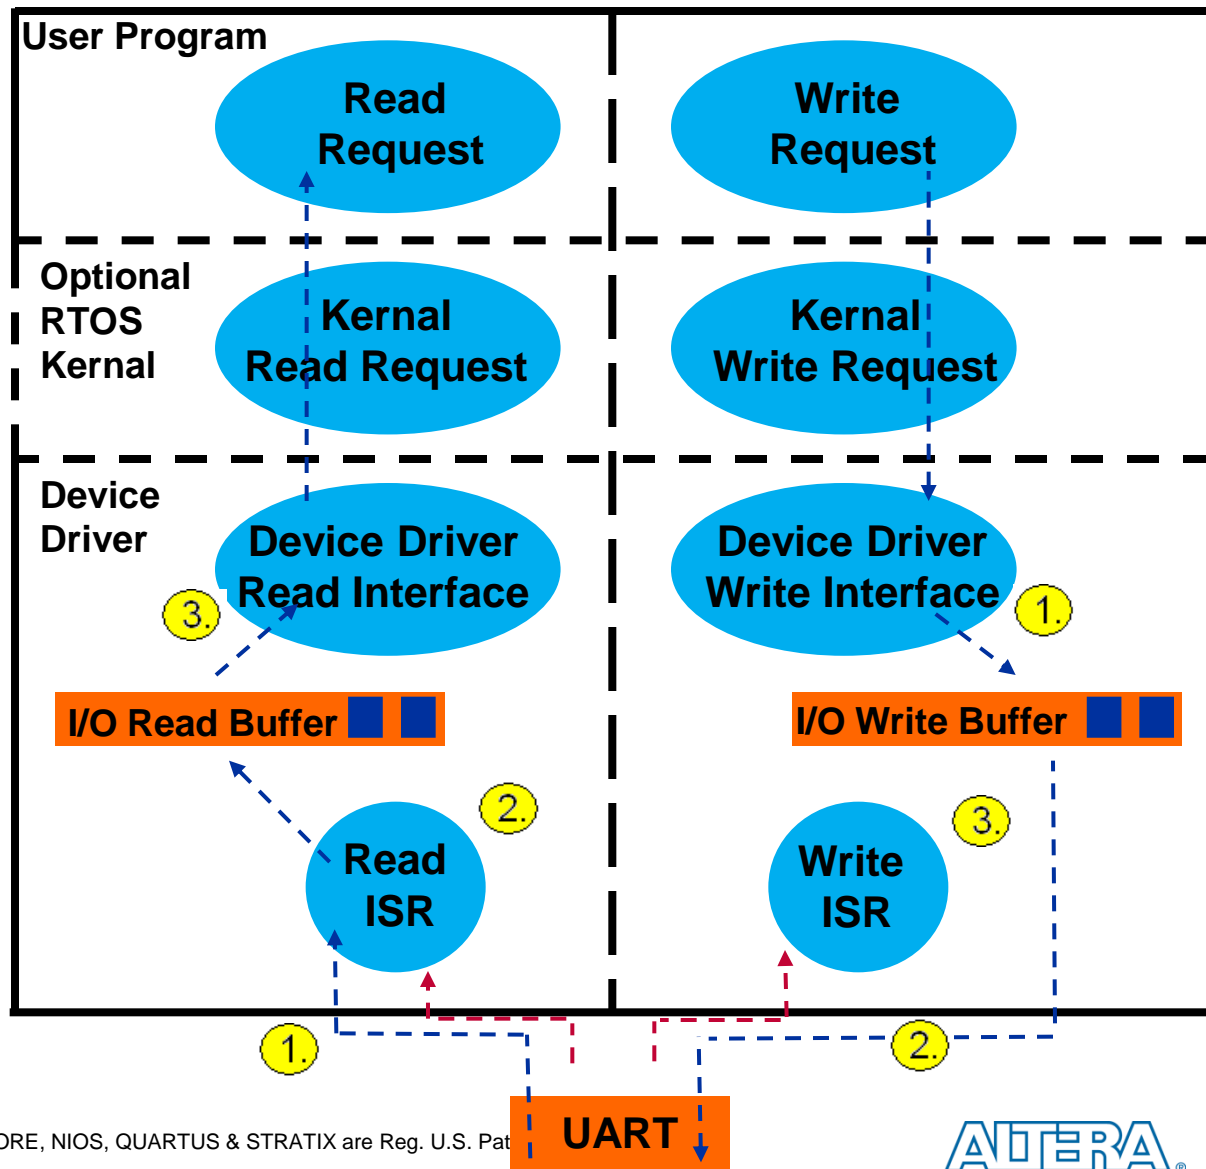 User Program
Read
Request
Write
Request
Optional
RTOS
Kernal
Kernal
Read Request
Kernal
Write Request
Device
Driver
Device Driver
Read Interface
Device Driver
Write Interface
3.
1.
I/O Read Buffer
I/O Write Buffer
2.
3.
Read
ISR
Write
ISR
1.
2.
UART
ORE, NIOS, QUARTUS & STRATIX are Reg. U.S. Pat
ALTERA®